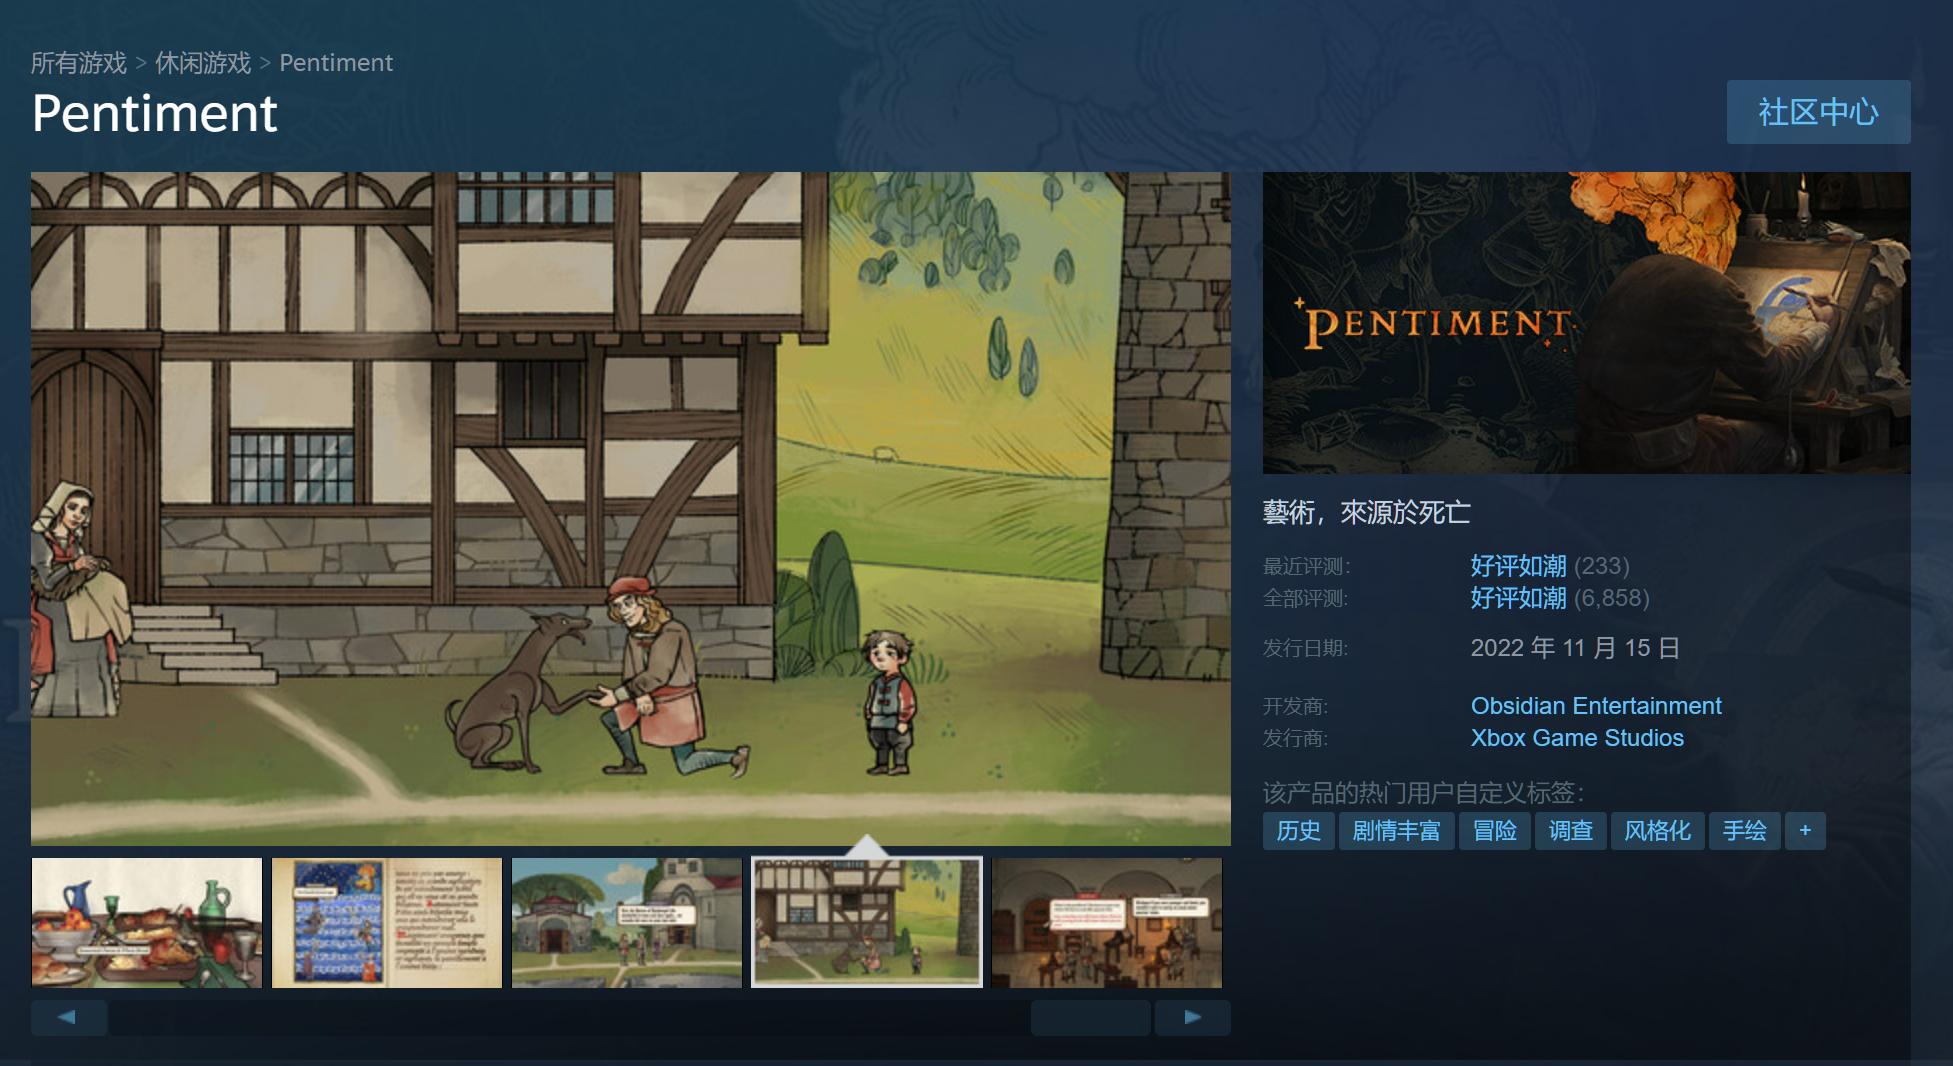 所有游戏 > 休闲游戏 > Pentiment
Pentiment
社区中心
PENTIMENT
藝術，來源於死亡
最近评测: 好评如潮 (233)
全部评测: 好评如潮 (6,858)
发行日期: 2022 年 11 月 15 日
开发商: Obsidian Entertainment
发行商: Xbox Game Studios
该产品的热门用户自定义标签:
历史 剧情丰富 冒险 调查 风格化 手绘 +